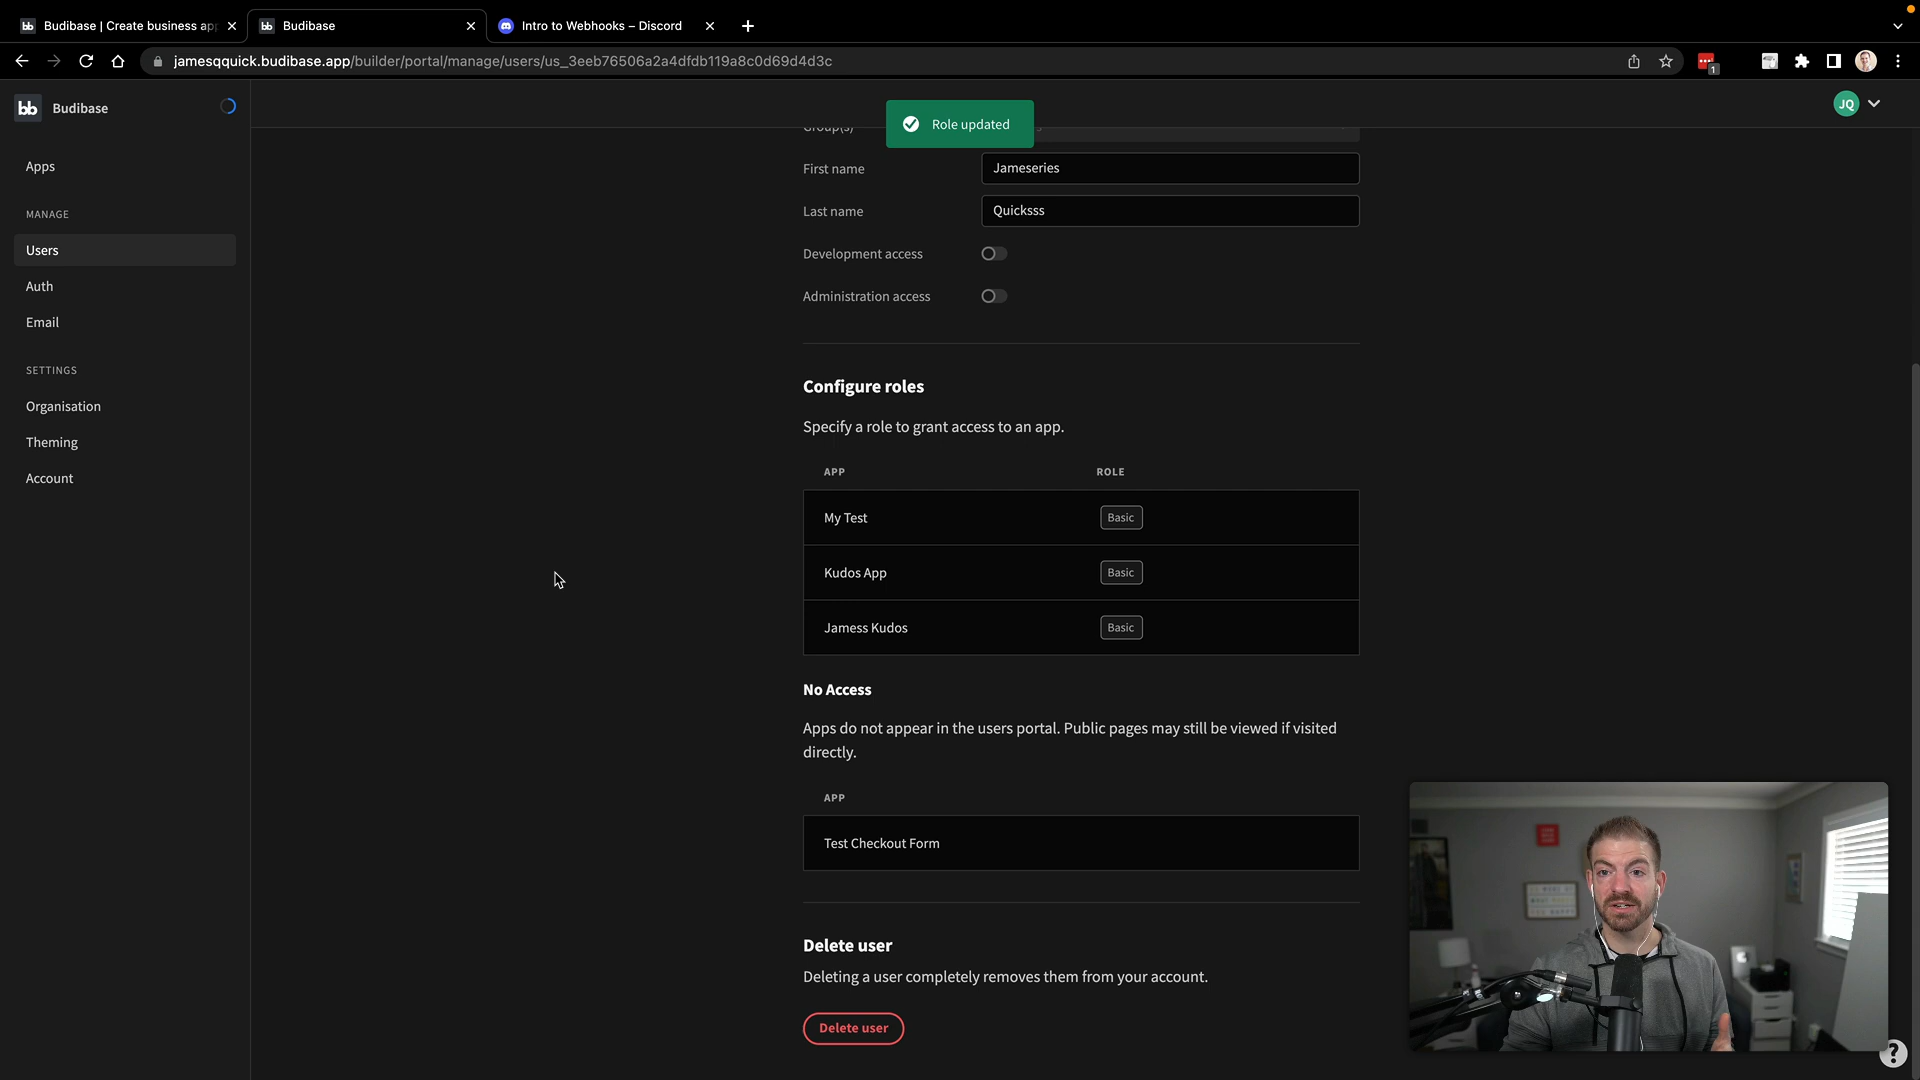 Budibase | Create business app
Budibase
Intro to Webhooks – Discord
jamesqquick.budibase.app/builder/portal/manage/users/us_3eeb76506a2a4dfdb119a8c0d69d4d3c
1
bb Budibase
JQ
Role updated
Apps
MANAGE
Users
Auth
Email
SETTINGS
Organisation
Theming
Account
Group(s)
First name
Jameseries
Last name
Quicksss
Development access
Administration access
Configure roles
Specify a role to grant access to an app.
APP ROLE
My Test Basic
Kudos App Basic
Jamess Kudos Basic
No Access
Apps do not appear in the users portal. Public pages may still be viewed if visited
directly.
APP
Test Checkout Form
Delete user
Deleting a user completely removes them from your account.
Delete user
?